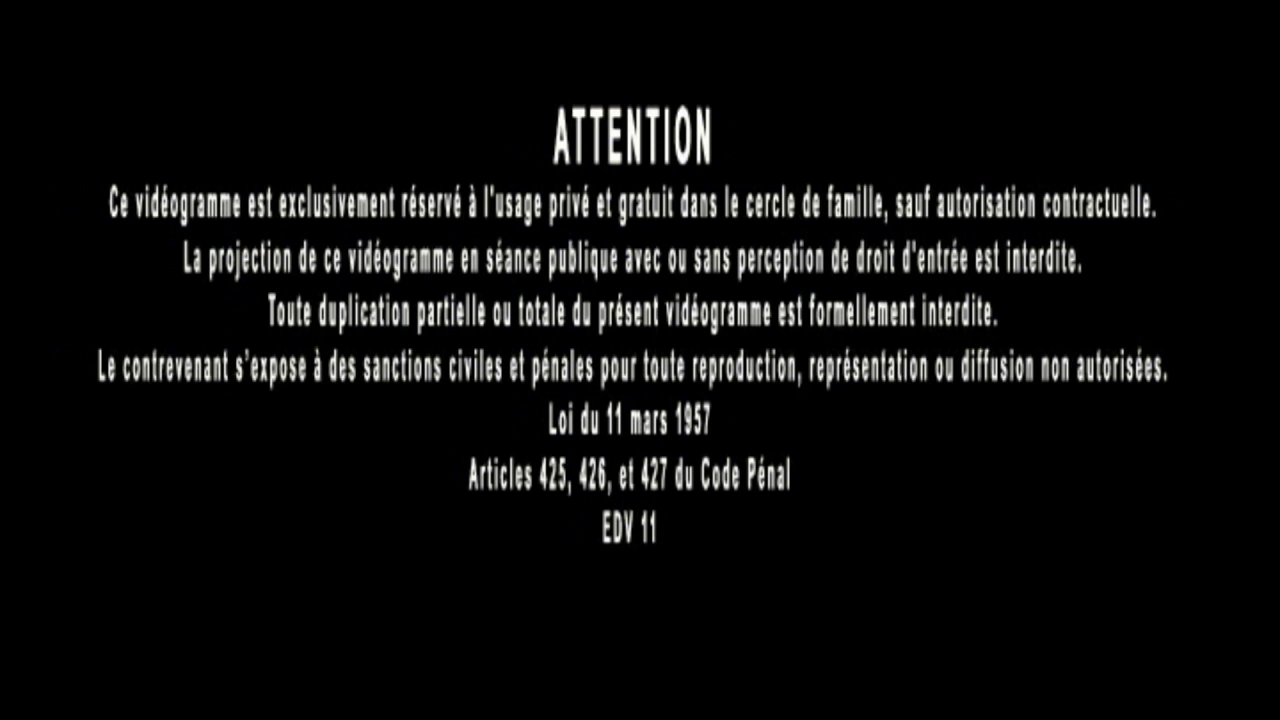 ATTENTION
Ce vidéogramme est exclusivement réservé à l'usage privé et gratuit dans le cercle de famille, sauf autorisation contractuelle.
La projection de ce vidéogramme en séance publique avec ou sans perception de droit d'entrée est interdite.
Toute duplication partielle ou totale du présent vidéogramme est formellement interdite.
Le contrevenant s'expose à des sanctions civiles et pénales pour toute reproduction, représentation ou diffusion non autorisées.
Loi du 11 mars 1957
Articles 425, 426, et 427 du Code Pénal
EDV 11